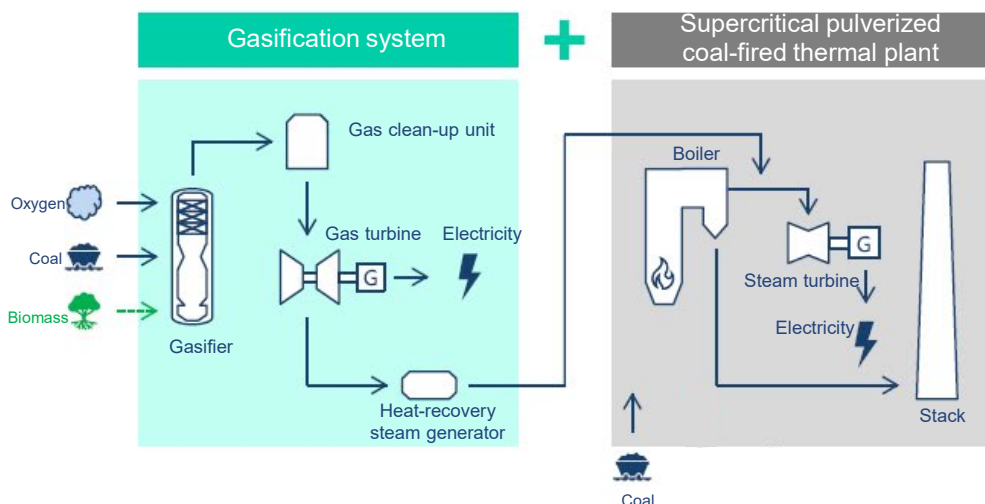 Gasification system
Supercritical pulverized
coal-fired thermal plant
Gas clean-up unit
Boiler
Oxygen
Gas turbine
Electricity
G
G
Coal
Steam turbine
Biomass
Electricity
Gasifier
Heat-recovery
steam generator
Stack
Coal